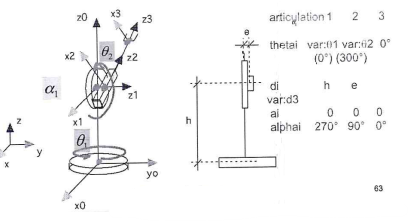 z0
x3
z3
x2
θ2
z2
α1
z1
x1
z
y
x
θ1
yo
x0
e
h
articulation 1 2 3
thetai var:θ1 var:θ2 0°
(0°) (300°)
di h e
var:d3
ai 0 0 0
alphai 270° 90° 0°
63